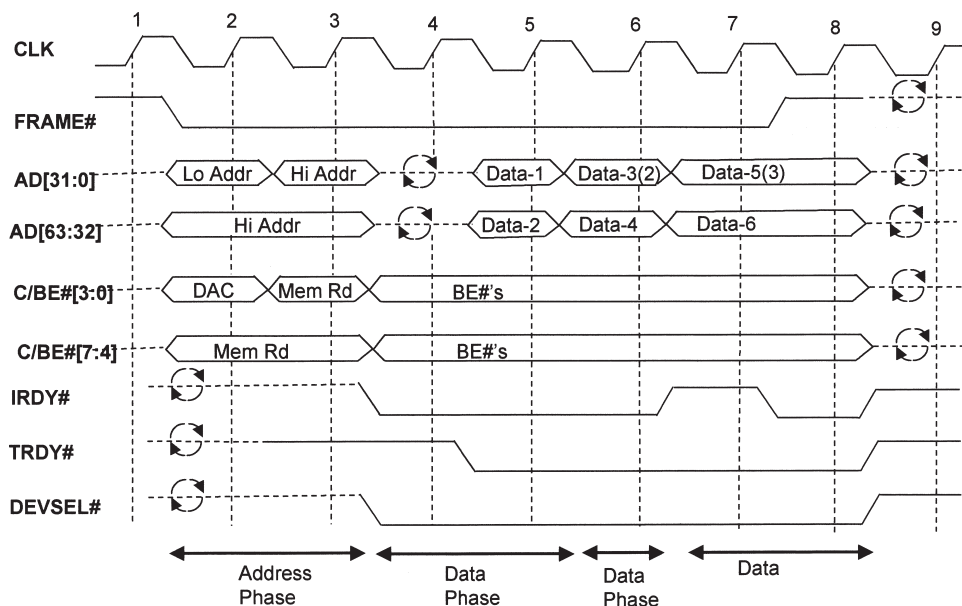 1 2 3 4 5 6 7 8 9
CLK
FRAME#
AD[31:0] Lo Addr Hi Addr Data-1 Data-3(2) Data-5(3)
AD[63:32] Hi Addr Data-2 Data-4 Data-6
C/BE#[3:0] DAC Mem Rd BE#'s
C/BE#[7:4] Mem Rd BE#'s
IRDY#
TRDY#
DEVSEL#
Address Phase
Data Phase
Data Phase
Data